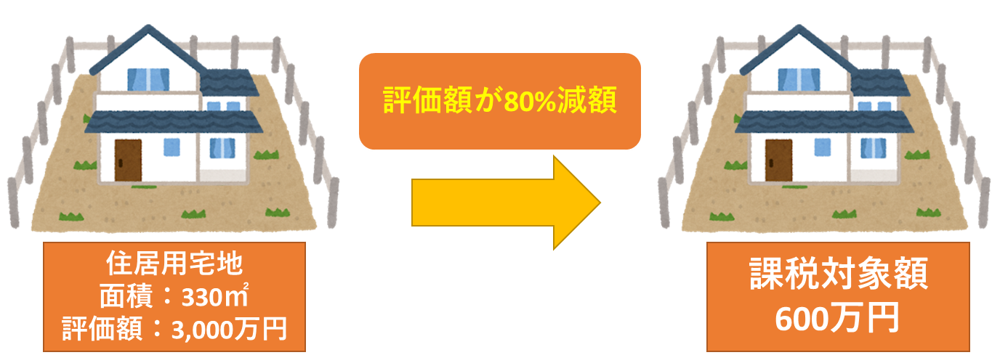 評価額が80%減額
住居用宅地
面積：330㎡
評価額：3,000万円
課税対象額
600万円